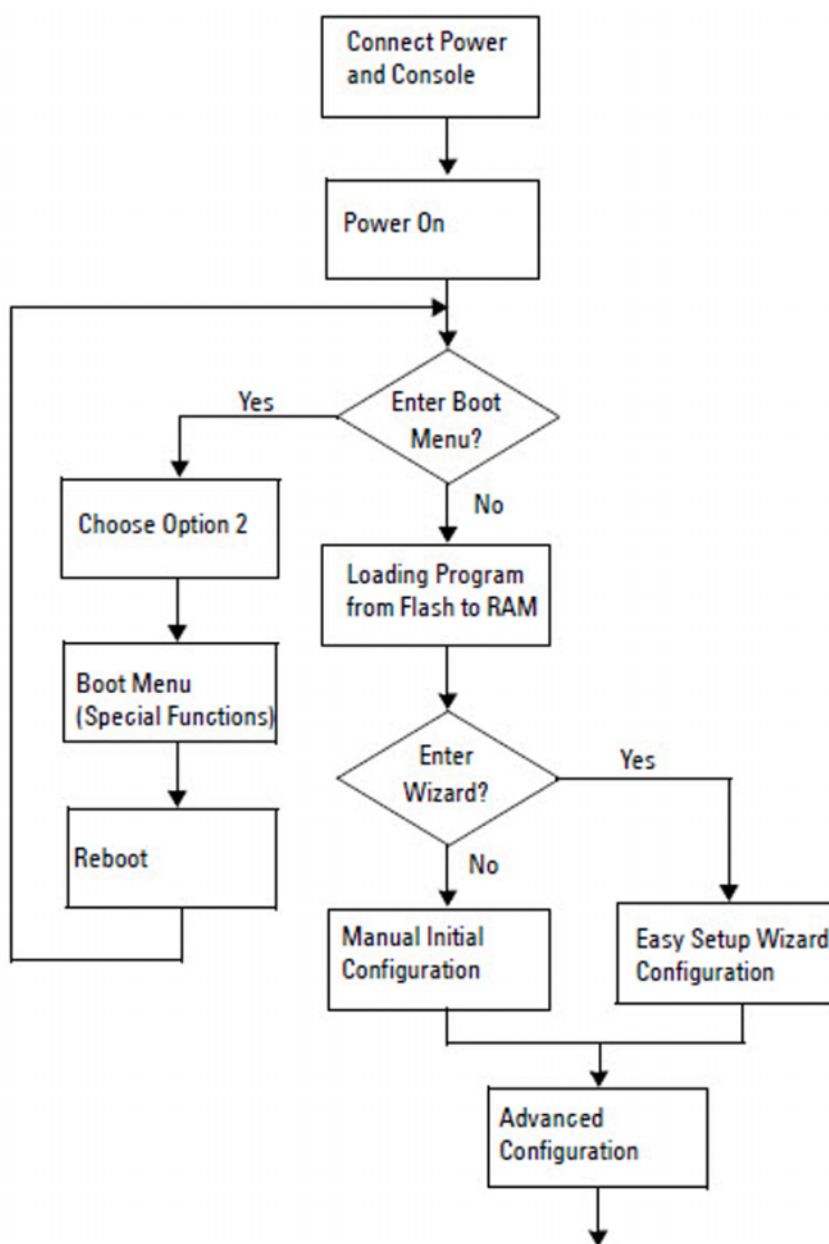 Connect Power
and Console
Power On
Enter Boot
Menu?
Yes
No
Choose Option 2
Loading Program
from Flash to RAM
Boot Menu
(Special Functions)
Enter
Wizard?
Yes
No
Reboot
Manual Initial
Configuration
Easy Setup Wizard
Configuration
Advanced
Configuration